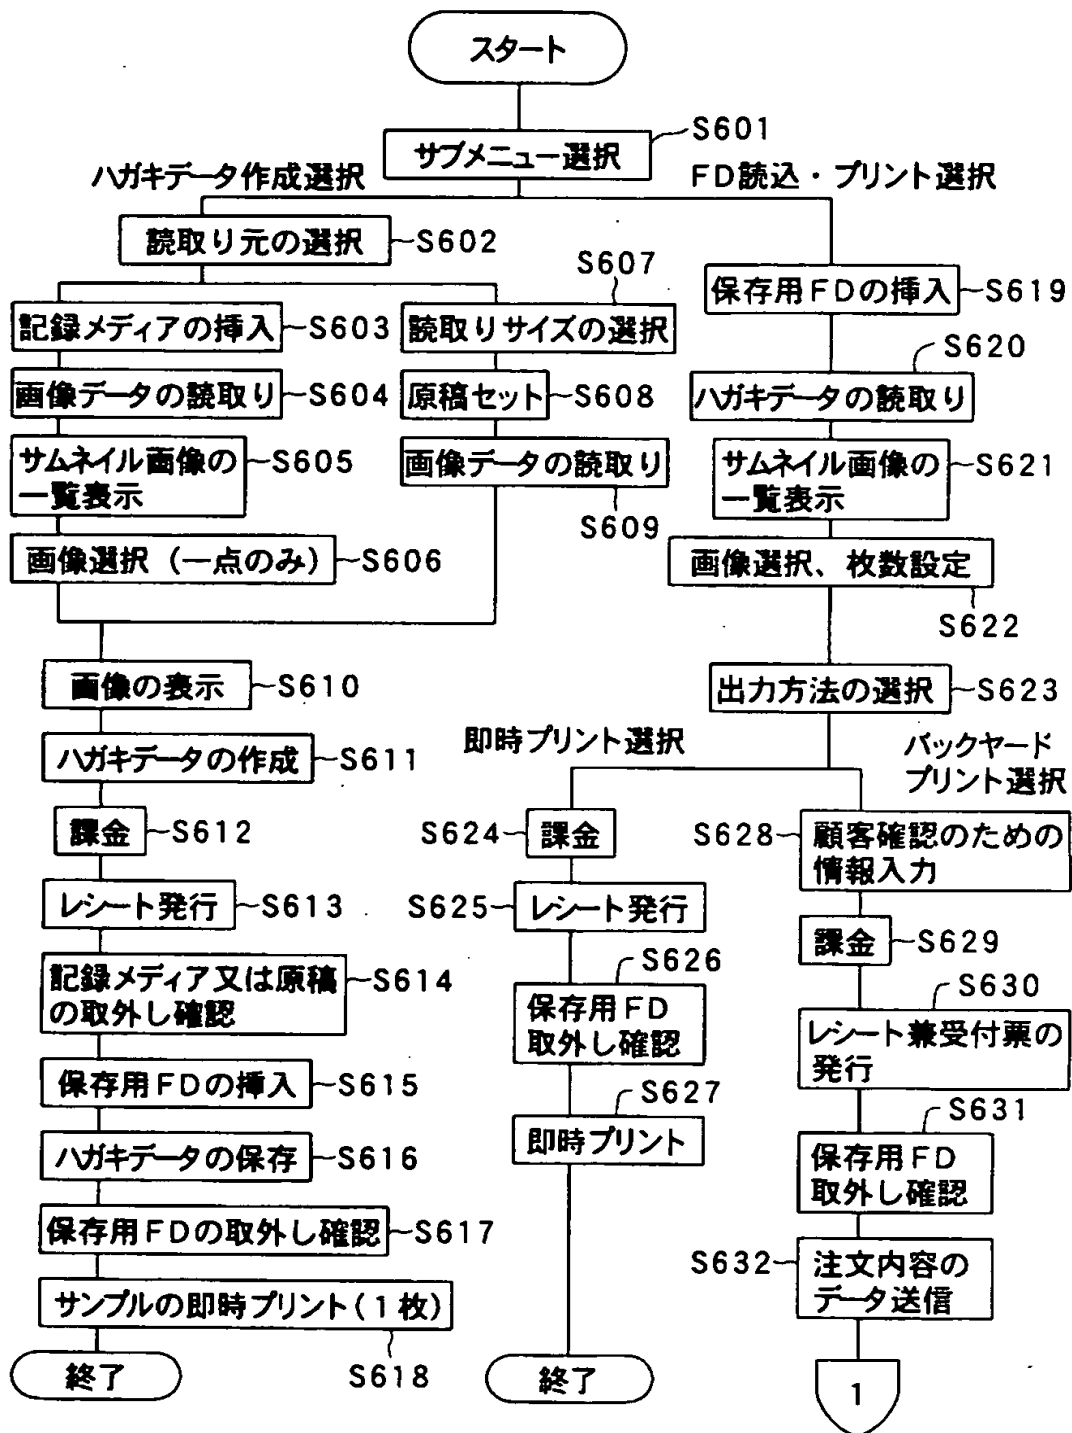 スタート
サブメニュー選択
S601
ハガキデータ作成選択
FD読込・プリント選択
読取り元の選択
S602
記録メディアの挿入
S603
画像データの読取り
S604
サムネイル画像の
一覧表示
S605
画像選択（一点のみ）
S606
S607
読取りサイズの選択
原稿セット
S608
画像データの読取り
S609
画像の表示
S610
ハガキデータの作成
S611
課金
S612
レシート発行
S613
記録メディア又は原稿
の取外し確認
S614
保存用FDの挿入
S615
ハガキデータの保存
S616
保存用FDの取外し確認
S617
サンプルの即時プリント(1枚)
S618
終了
保存用FDの挿入
S619
S620
ハガキデータの読取り
サムネイル画像の
一覧表示
S621
画像選択、枚数設定
S622
出力方法の選択
S623
即時プリント選択
S624
課金
S625
レシート発行
S626
保存用FD
取外し確認
S627
即時プリント
終了
バックヤード
プリント選択
S628
顧客確認のための
情報入力
課金
S629
S630
レシート兼受付票の
発行
S631
保存用FD
取外し確認
S632
注文内容の
データ送信
1